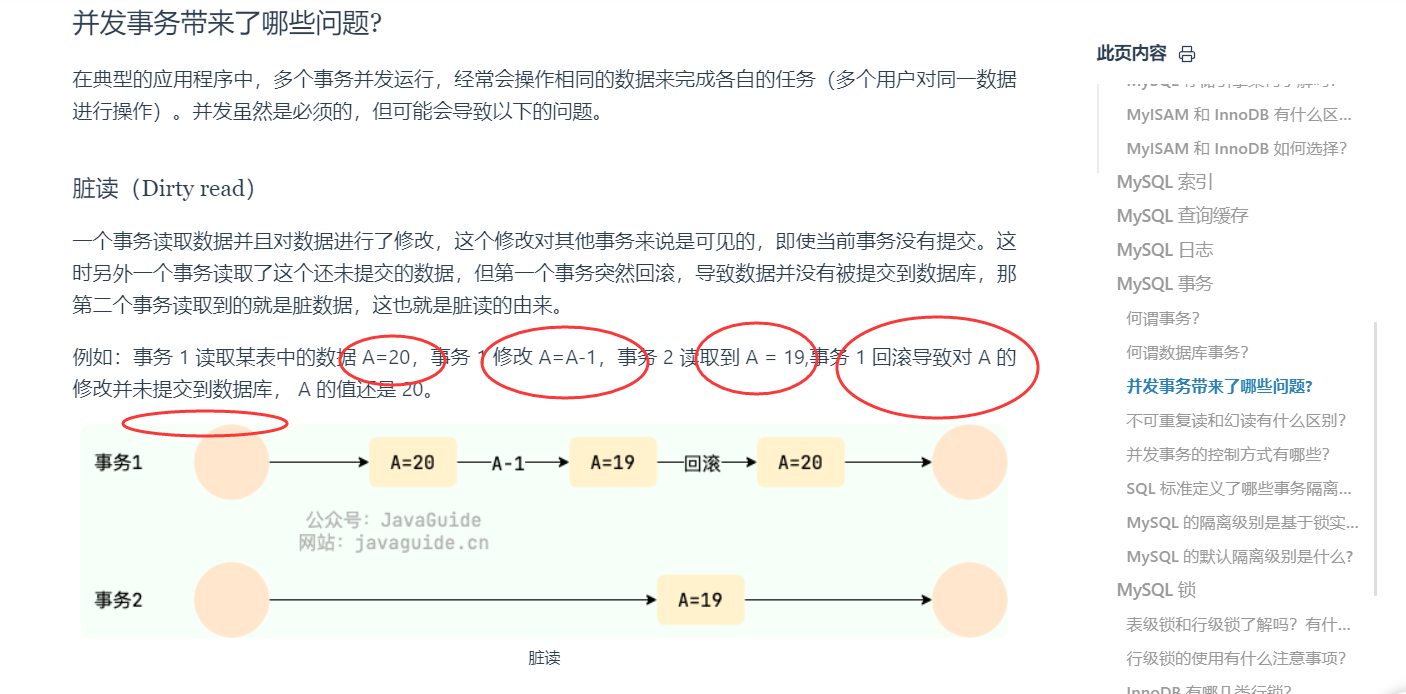 并发事务带来了哪些问题?
在典型的应用程序中，多个事务并发运行，经常会操作相同的数据来完成各自的任务（多个用户对同一数据
进行操作）。并发虽然是必须的，但可能会导致以下的问题。
脏读（Dirty read）
一个事务读取数据并且对数据进行了修改，这个修改对其他事务来说是可见的，即使当前事务没有提交。这
时另外一个事务读取了这个还未提交的数据，但第一个事务突然回滚，导致数据并没有被提交到数据库，那
第二个事务读取到的就是脏数据，这也就是脏读的由来。
例如：事务 1 读取某表中的数据 A=20，事务 1 修改 A=A-1，事务 2 读取到 A = 19,事务 1 回滚导致对 A 的
修改并未提交到数据库， A 的值还是 20。
事务1
A=20
A-1
A=19
回滚
A=20
公众号：JavaGuide
网站：javaguide.cn
事务2
A=19
脏读
此页内容
MyISAM 和 InnoDB 有什么区...
MyISAM 和 InnoDB 如何选择?
MySQL 索引
MySQL 查询缓存
MySQL 日志
MySQL 事务
何谓事务?
何谓数据库事务?
并发事务带来了哪些问题?
不可重复读和幻读有什么区别?
并发事务的控制方式有哪些?
SQL 标准定义了哪些事务隔离...
MySQL 的隔离级别是基于锁实...
MySQL 的默认隔离级别是什么?
MySQL 锁
表级锁和行级锁了解吗？有什...
行级锁的使用有什么注意事项?
InnoDB 有哪几类行锁?